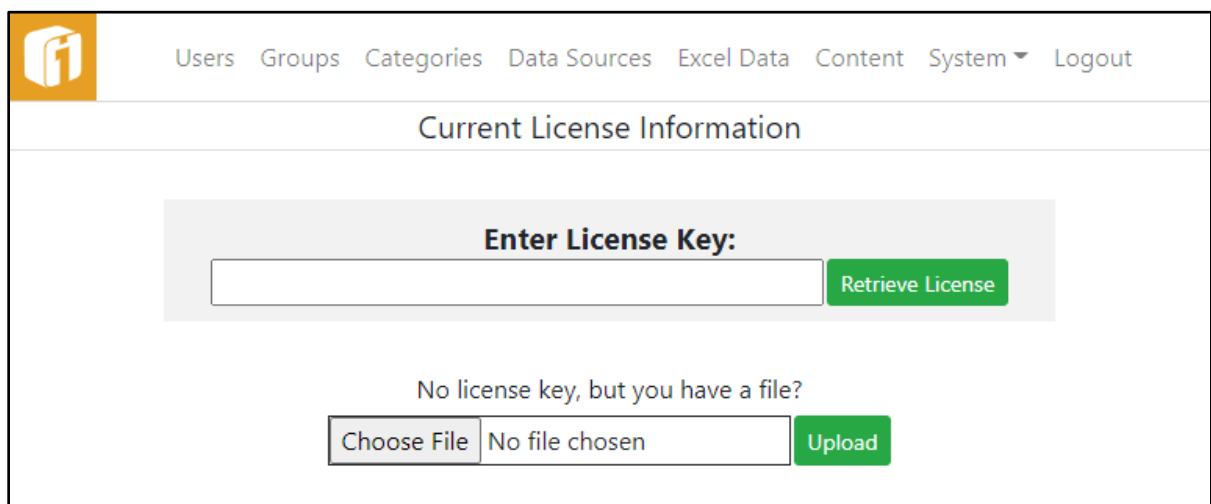 Users Groups Categories Data Sources Excel Data Content System Logout
Current License Information
Enter License Key:
Retrieve License
No license key, but you have a file?
Choose File No file chosen Upload